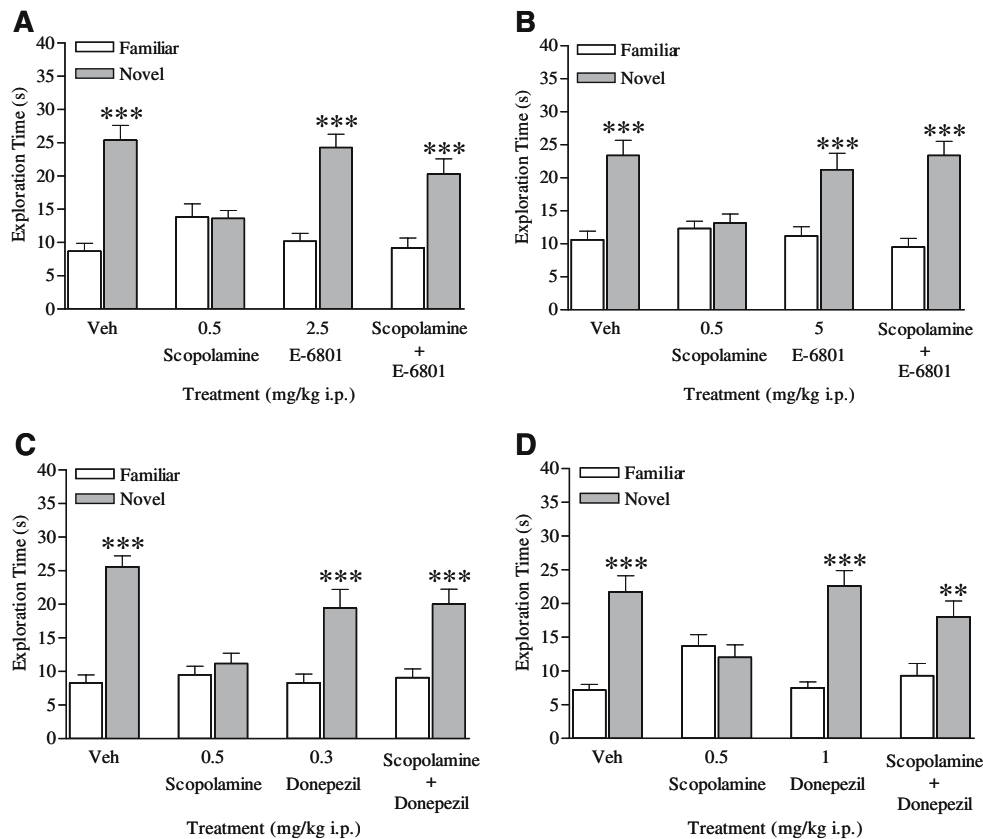 A
Familiar
Novel
Exploration Time (s)
40
35
30
25
20
15
10
5
0
***
***
***
Veh
0.5
2.5
Scopolamine
Scopolamine
E-6801
+
E-6801
Treatment (mg/kg i.p.)
B
Familiar
Novel
Exploration Time (s)
40
35
30
25
20
15
10
5
0
***
***
***
Veh
0.5
5
Scopolamine
Scopolamine
E-6801
+
E-6801
Treatment (mg/kg i.p.)
C
Familiar
Novel
Exploration Time (s)
40
35
30
25
20
15
10
5
0
***
***
***
Veh
0.5
0.3
Scopolamine
Scopolamine
Donepezil
+
Donepezil
Treatment (mg/kg i.p.)
D
Familiar
Novel
Exploration Time (s)
40
35
30
25
20
15
10
5
0
***
***
**
Veh
0.5
1
Scopolamine
Scopolamine
Donepezil
+
Donepezil
Treatment (mg/kg i.p.)